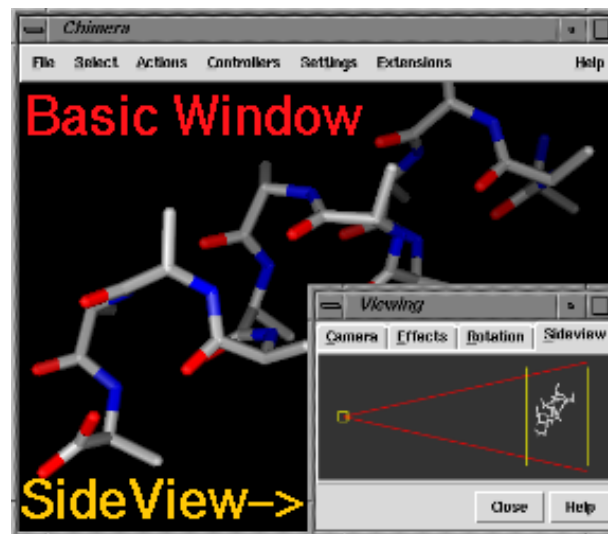 Chimera
File Select Actions Controllers Settings Extensions Help
Basic Window
Viewing
Camera Effects Rotation Sideview
Close Help
SideView->